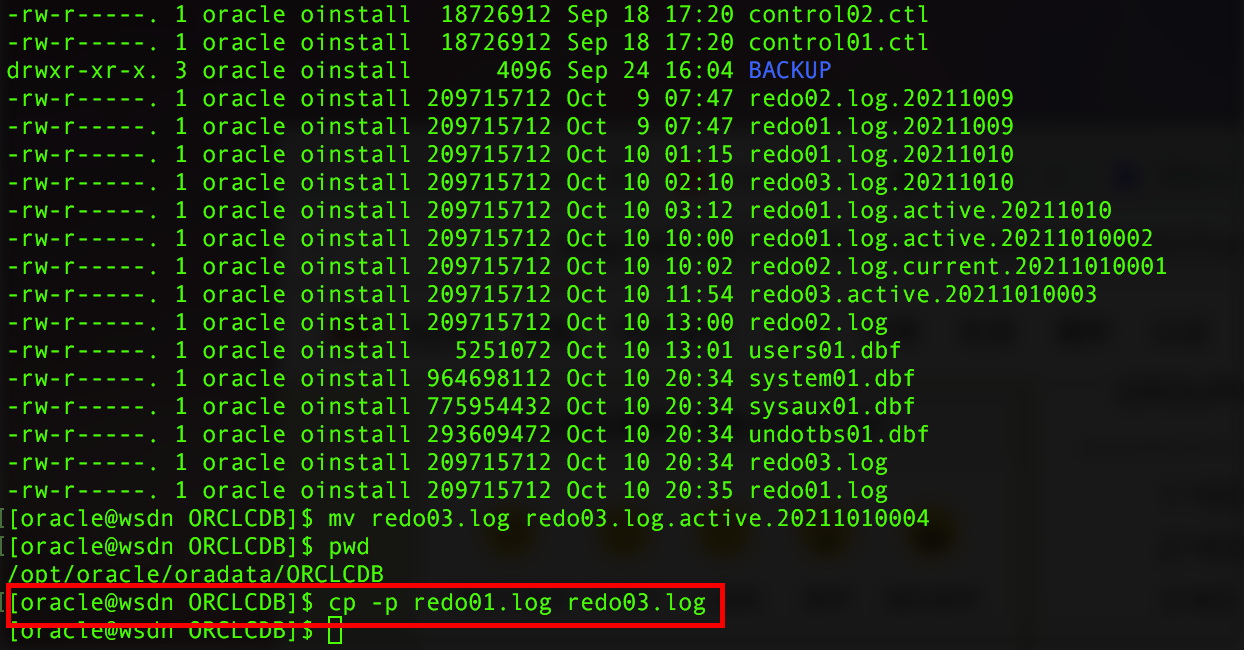 -rw-r-----. 1 oracle oinstall  18726912 Sep 18 17:20 control02.ctl
-rw-r-----. 1 oracle oinstall  18726912 Sep 18 17:20 control01.ctl
drwxr-xr-x. 3 oracle oinstall      4096 Sep 24 16:04 BACKUP
-rw-r-----. 1 oracle oinstall 209715712 Oct  9 07:47 redo02.log.20211009
-rw-r-----. 1 oracle oinstall 209715712 Oct  9 07:47 redo01.log.20211009
-rw-r-----. 1 oracle oinstall 209715712 Oct 10 01:15 redo01.log.20211010
-rw-r-----. 1 oracle oinstall 209715712 Oct 10 02:10 redo03.log.20211010
-rw-r-----. 1 oracle oinstall 209715712 Oct 10 03:12 redo01.log.active.20211010
-rw-r-----. 1 oracle oinstall 209715712 Oct 10 10:00 redo01.log.active.20211010002
-rw-r-----. 1 oracle oinstall 209715712 Oct 10 10:02 redo02.log.current.20211010001
-rw-r-----. 1 oracle oinstall 209715712 Oct 10 11:54 redo03.active.20211010003
-rw-r-----. 1 oracle oinstall 209715712 Oct 10 13:00 redo02.log
-rw-r-----. 1 oracle oinstall   5251072 Oct 10 13:01 users01.dbf
-rw-r-----. 1 oracle oinstall 964698112 Oct 10 20:34 system01.dbf
-rw-r-----. 1 oracle oinstall 775954432 Oct 10 20:34 sysaux01.dbf
-rw-r-----. 1 oracle oinstall 293609472 Oct 10 20:34 undotbs01.dbf
-rw-r-----. 1 oracle oinstall 209715712 Oct 10 20:34 redo03.log
-rw-r-----. 1 oracle oinstall 209715712 Oct 10 20:35 redo01.log
[oracle@wsdn ORCLCDB]$ mv redo03.log redo03.log.active.20211010004
[oracle@wsdn ORCLCDB]$ pwd
/opt/oracle/oradata/ORCLCDB
[oracle@wsdn ORCLCDB]$ cp -p redo01.log redo03.log
[oracle@wsdn ORCLCDB]$